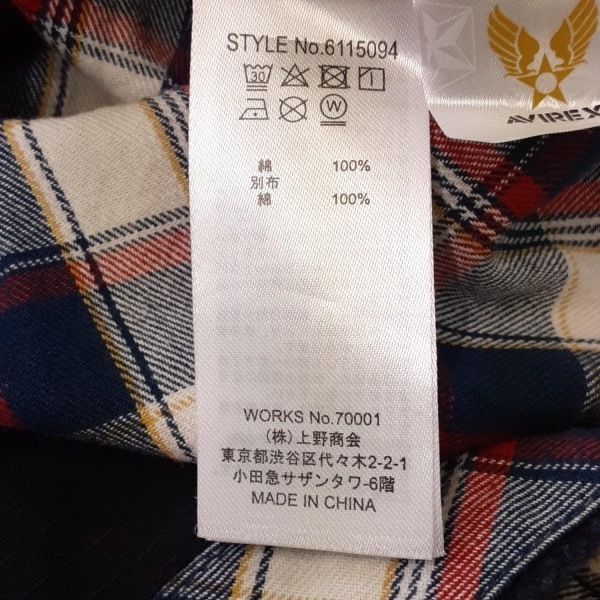 STYLE No.6115094
30
W
綿 100%
別布
綿 100%
WORKS No.70001
(株)上野商会
東京都渋谷区代々木2-2-1
小田急サザンタワ-6階
MADE IN CHINA
AVIREX